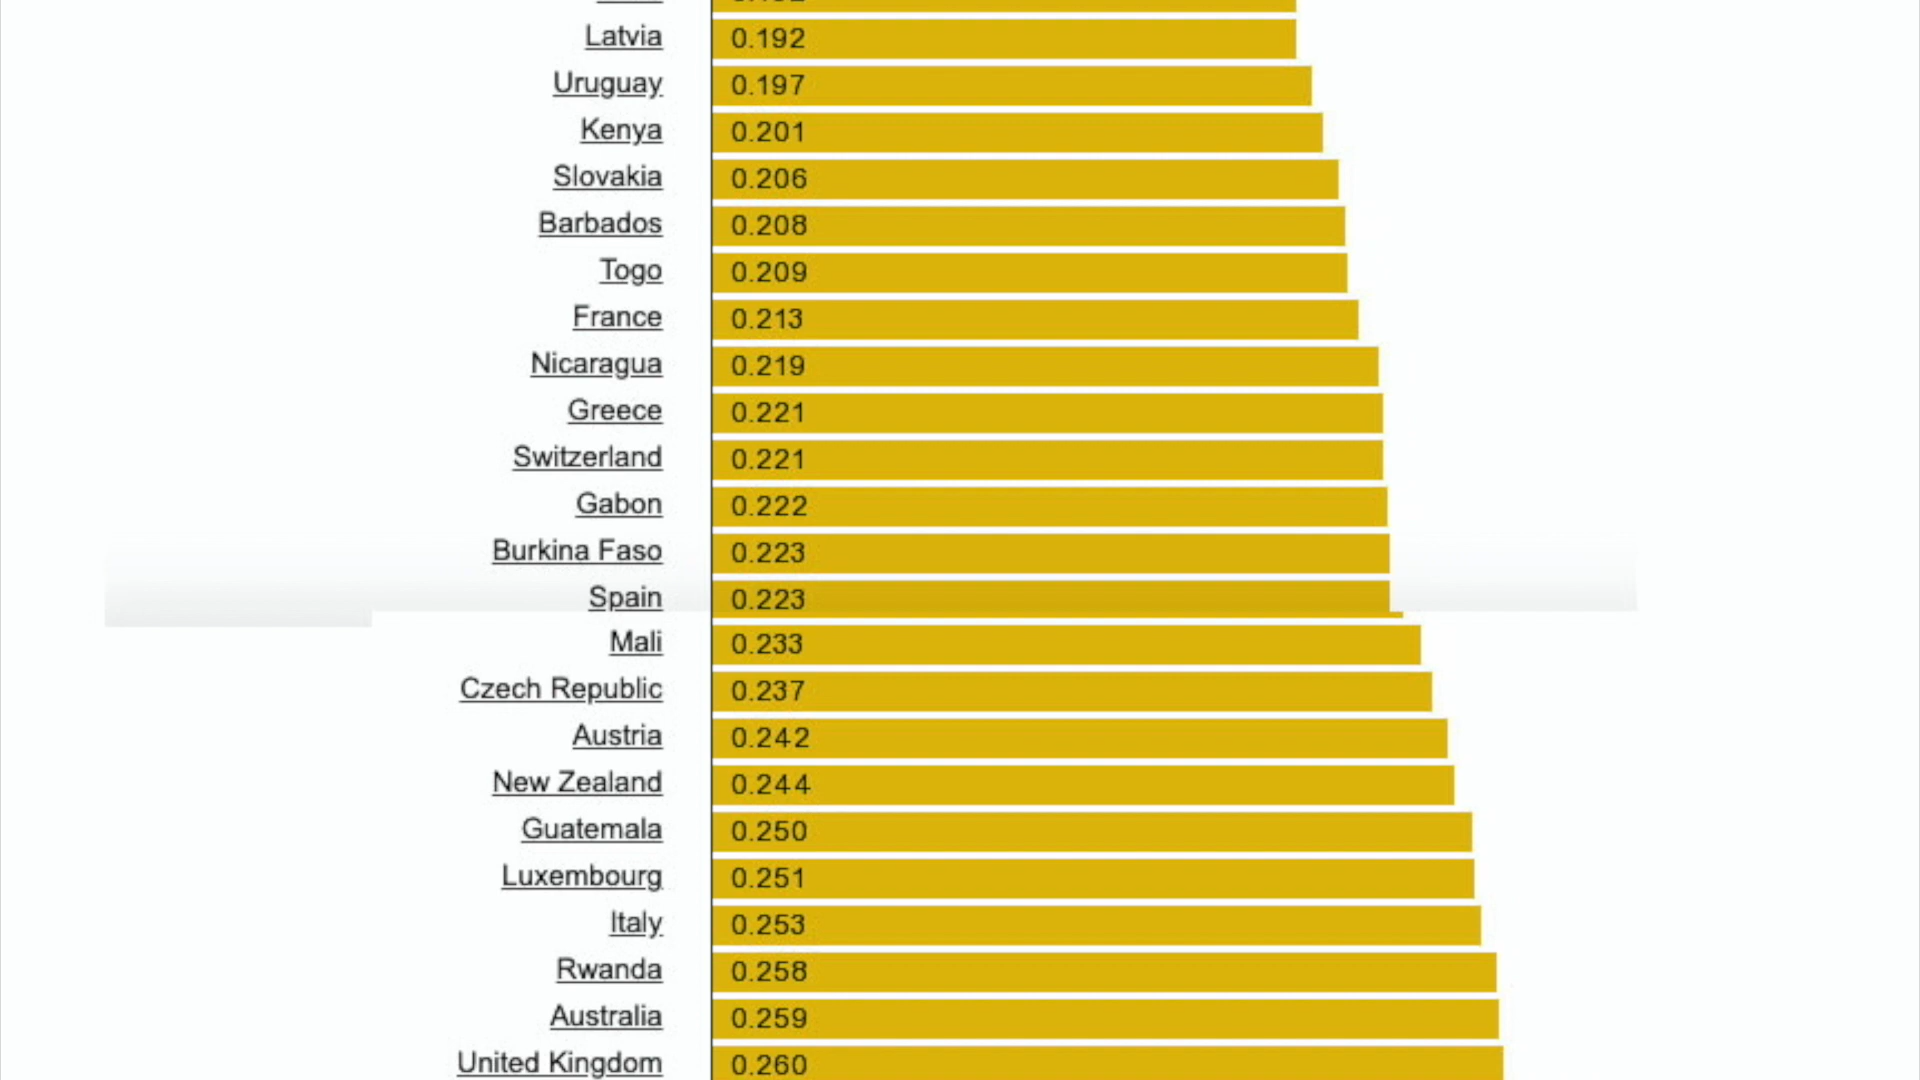 Latvia 0.192
Uruguay 0.197
Kenya 0.201
Slovakia 0.206
Barbados 0.208
Togo 0.209
France 0.213
Nicaragua 0.219
Greece 0.221
Switzerland 0.221
Gabon 0.222
Burkina Faso 0.223
Spain 0.223
Mali 0.233
Czech Republic 0.237
Austria 0.242
New Zealand 0.244
Guatemala 0.250
Luxembourg 0.251
Italy 0.253
Rwanda 0.258
Australia 0.259
United Kingdom 0.260